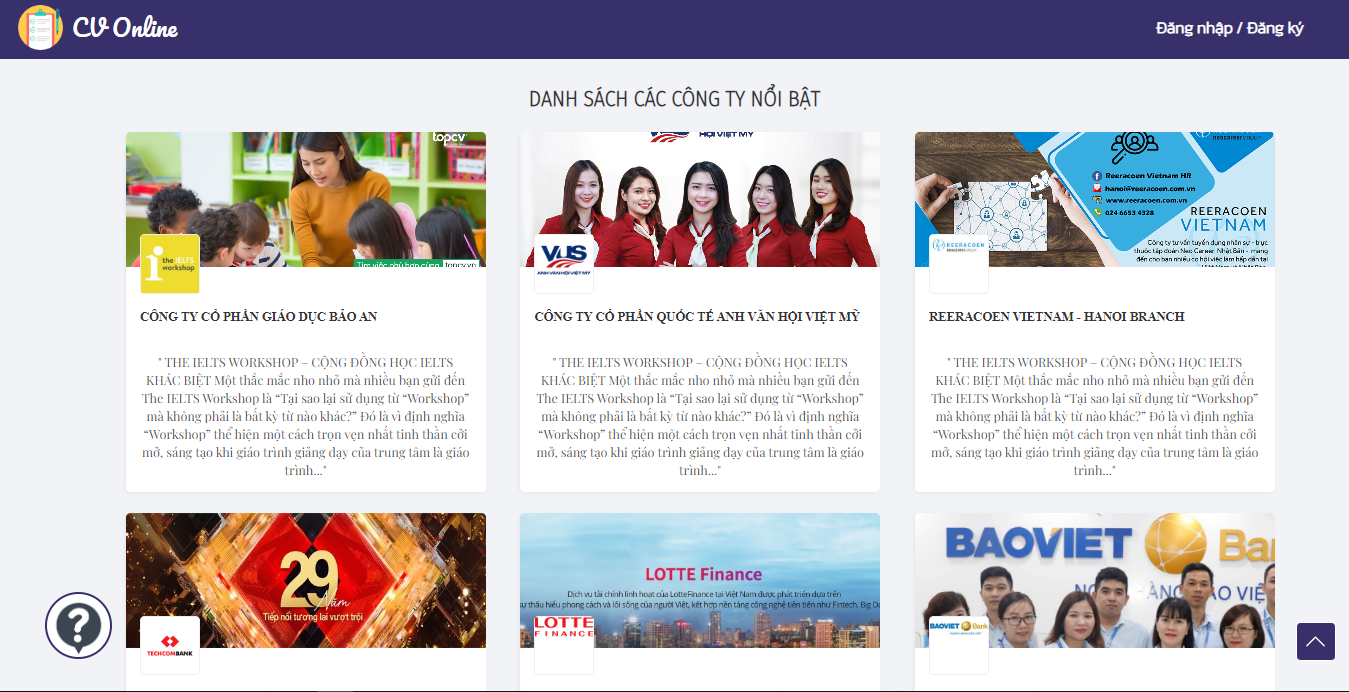 CV Online
Đăng nhập / Đăng ký
DANH SÁCH CÁC CÔNG TY NỔI BẬT
topcv
Tìm việc phù hợp cùng topcv.vn
i the IELTS
workshop
CÔNG TY CỔ PHẦN GIÁO DỤC BẢO AN
" THE IELTS WORKSHOP – CỘNG ĐỒNG HỌC IELTS
KHÁC BIỆT Một thắc mắc nho nhỏ mà nhiều bạn gửi đến
The IELTS Workshop là “Tại sao lại sử dụng từ “Workshop”
mà không phải là bất kỳ từ nào khác?” Đó là vì định nghĩa
“Workshop” thể hiện một cách trọn vẹn nhất tinh thần cởi
mở, sáng tạo khi giáo trình giảng dạy của trung tâm là giáo
trình..."
HỘI VIỆT MỸ
VUS
ANH VĂN HỘI VIỆT MỸ
CÔNG TY CỔ PHẦN QUỐC TẾ ANH VĂN HỘI VIỆT MỸ
" THE IELTS WORKSHOP – CỘNG ĐỒNG HỌC IELTS
KHÁC BIỆT Một thắc mắc nho nhỏ mà nhiều bạn gửi đến
The IELTS Workshop là “Tại sao lại sử dụng từ “Workshop”
mà không phải là bất kỳ từ nào khác?” Đó là vì định nghĩa
“Workshop” thể hiện một cách trọn vẹn nhất tinh thần cởi
mở, sáng tạo khi giáo trình giảng dạy của trung tâm là giáo
trình..."
Reeracoen Vietnam HR
hanoi@reeracoen.com.vn
www.reeracoen.com.vn
024 6653 4328
REERACOEN
VIETNAM
Công ty tư vấn tuyển dụng nhân sự - trực
thuộc tập đoàn Neo Career Nhật Bản - mang
đến cho bạn nhiều cơ hội việc làm hấp dẫn tại
REERACOEN
REERACOEN VIETNAM - HANOI BRANCH
" THE IELTS WORKSHOP – CỘNG ĐỒNG HỌC IELTS
KHÁC BIỆT Một thắc mắc nho nhỏ mà nhiều bạn gửi đến
The IELTS Workshop là “Tại sao lại sử dụng từ “Workshop”
mà không phải là bất kỳ từ nào khác?” Đó là vì định nghĩa
“Workshop” thể hiện một cách trọn vẹn nhất tinh thần cởi
mở, sáng tạo khi giáo trình giảng dạy của trung tâm là giáo
trình..."
29
Năm
Tiếp nối tương lai vượt trội
TECHCOMBANK
LOTTE Finance
Dịch vụ tài chính linh hoạt của LotteFinance tại Việt Nam được phát triển dựa trên
sự thấu hiểu phong cách và lối sống của người Việt, kết hợp nền tảng công nghệ tiên tiến như Fintech, Big Da
LOTTE
FINANCE
BAOVIET Ba
BAOVIET Bank
?